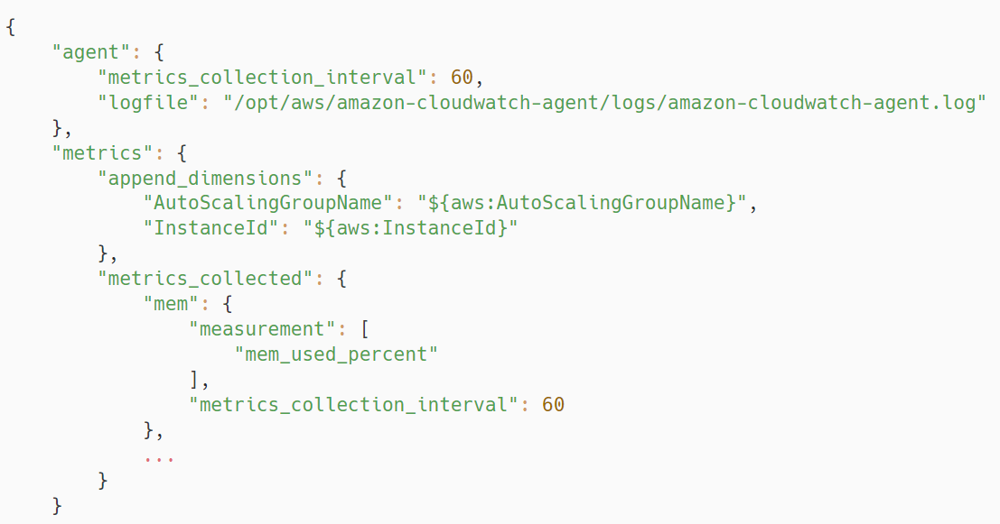 {
    "agent": {
        "metrics_collection_interval": 60,
        "logfile": "/opt/aws/amazon-cloudwatch-agent/logs/amazon-cloudwatch-agent.log"
    },
    "metrics": {
        "append_dimensions": {
            "AutoScalingGroupName": "${aws:AutoScalingGroupName}",
            "InstanceId": "${aws:InstanceId}"
        },
        "metrics_collected": {
            "mem": {
                "measurement": [
                    "mem_used_percent"
                ],
                "metrics_collection_interval": 60
            },
            ...
        }
    }